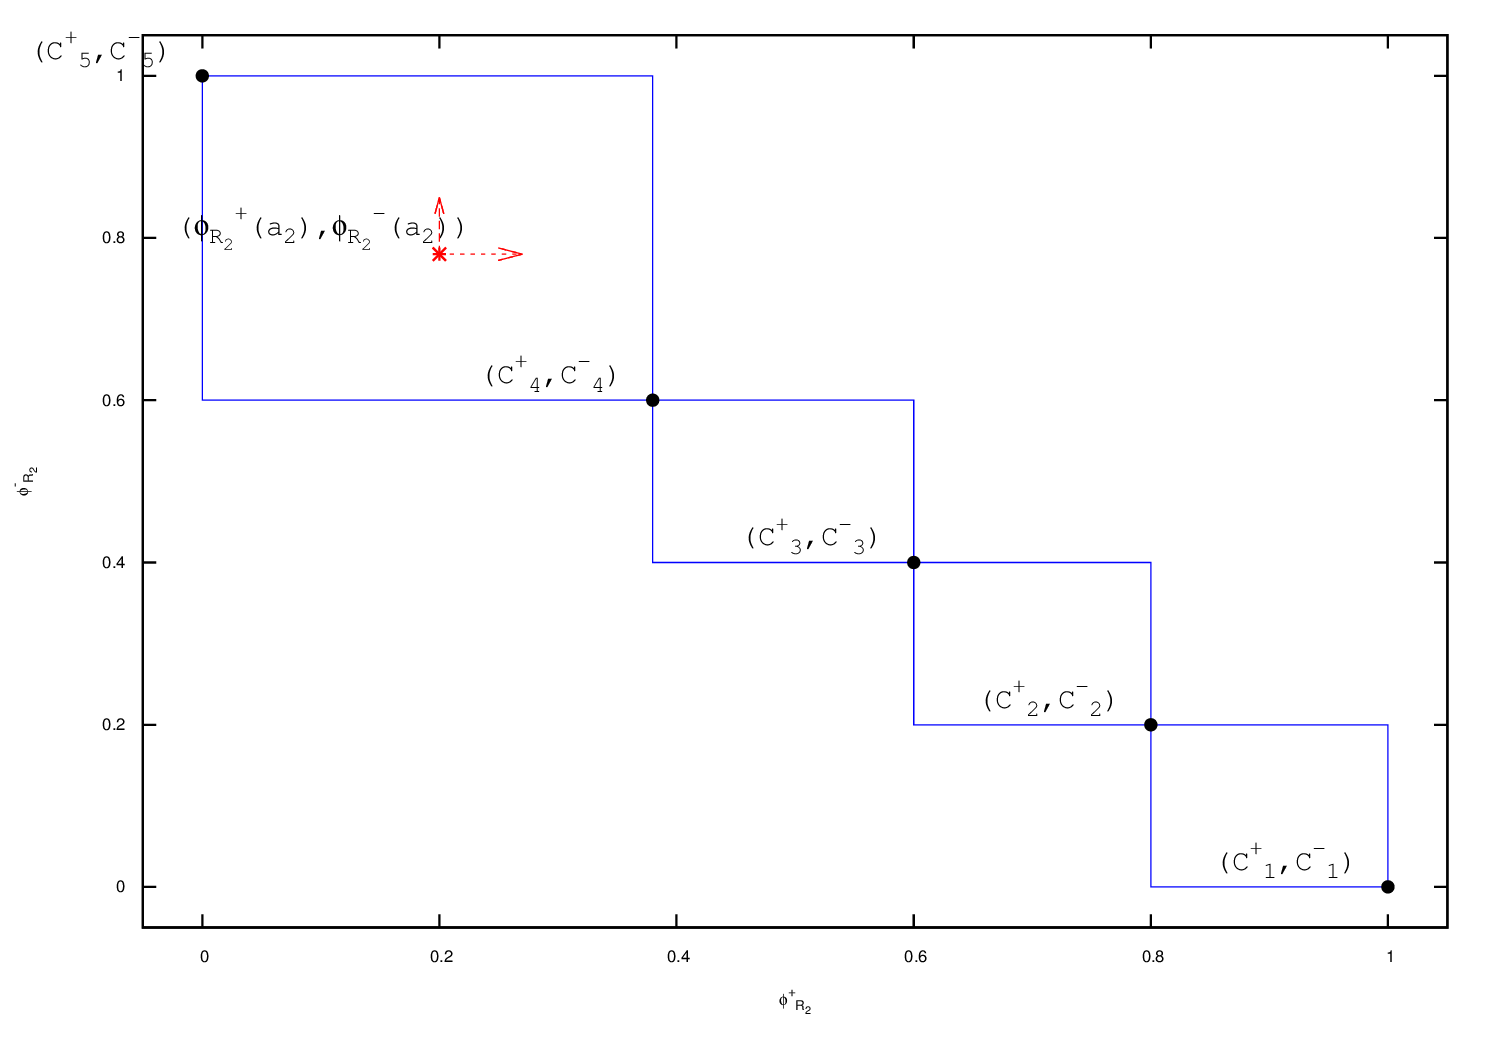 (C⁺₅,C⁻₅)
1
(ϕR₂⁺(a₂),ϕR₂⁻(a₂))
0.8
(C⁺₄,C⁻₄)
0.6
ϕ⁻R₂
(C⁺₃,C⁻₃)
0.4
(C⁺₂,C⁻₂)
0.2
(C⁺₁,C⁻₁)
0
0 0.2 0.4 0.6 0.8 1
ϕ⁺R₂